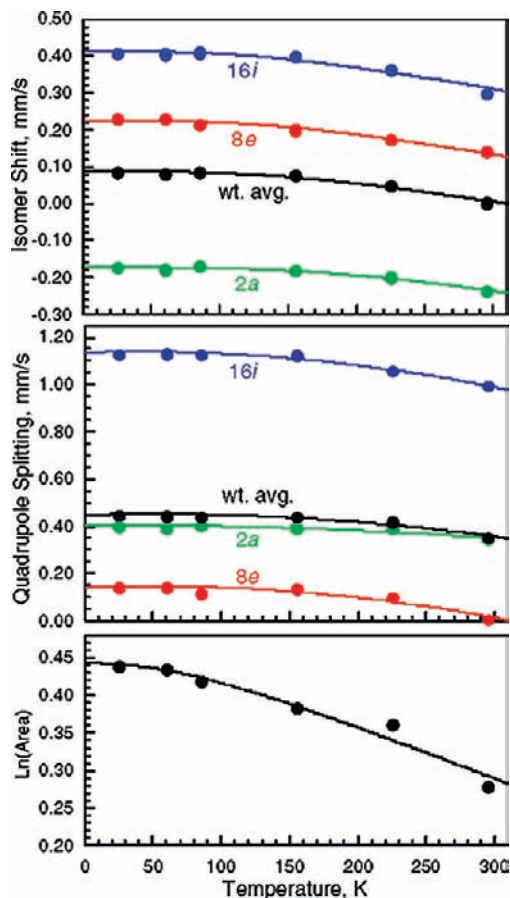 Isomer Shift, mm/s
0.50
0.40
0.30
0.20
0.10
0.00
-0.10
-0.20
-0.30
16i
8e
wt. avg.
2a
Quadrupole Splitting, mm/s
1.20
1.00
0.80
0.60
0.40
0.20
0.00
16i
wt. avg.
2a
8e
Ln(Area)
0.45
0.40
0.35
0.30
0.25
0.20
0 50 100 150 200 250 300
Temperature, K